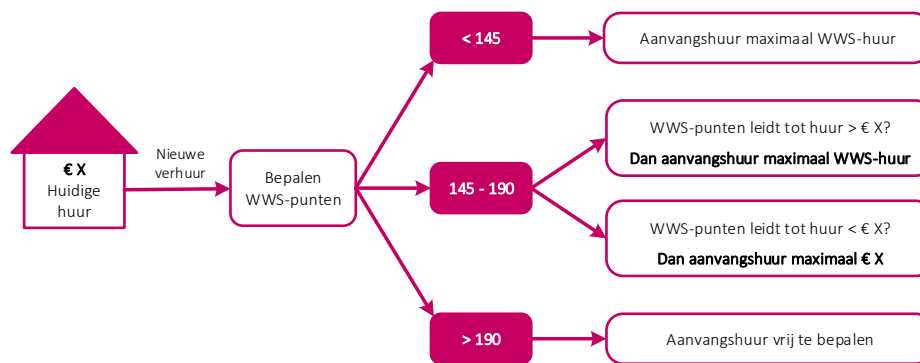 € X
Huidige
huur
Nieuwe
verhuur
Bepalen
WWS-punten
< 145
Aanvangshuur maximaal WWS-huur
145 - 190
WWS-punten leidt tot huur > € X?
Dan aanvangshuur maximaal WWS-huur
WWS-punten leidt tot huur < € X?
Dan aanvangshuur maximaal € X
> 190
Aanvangshuur vrij te bepalen